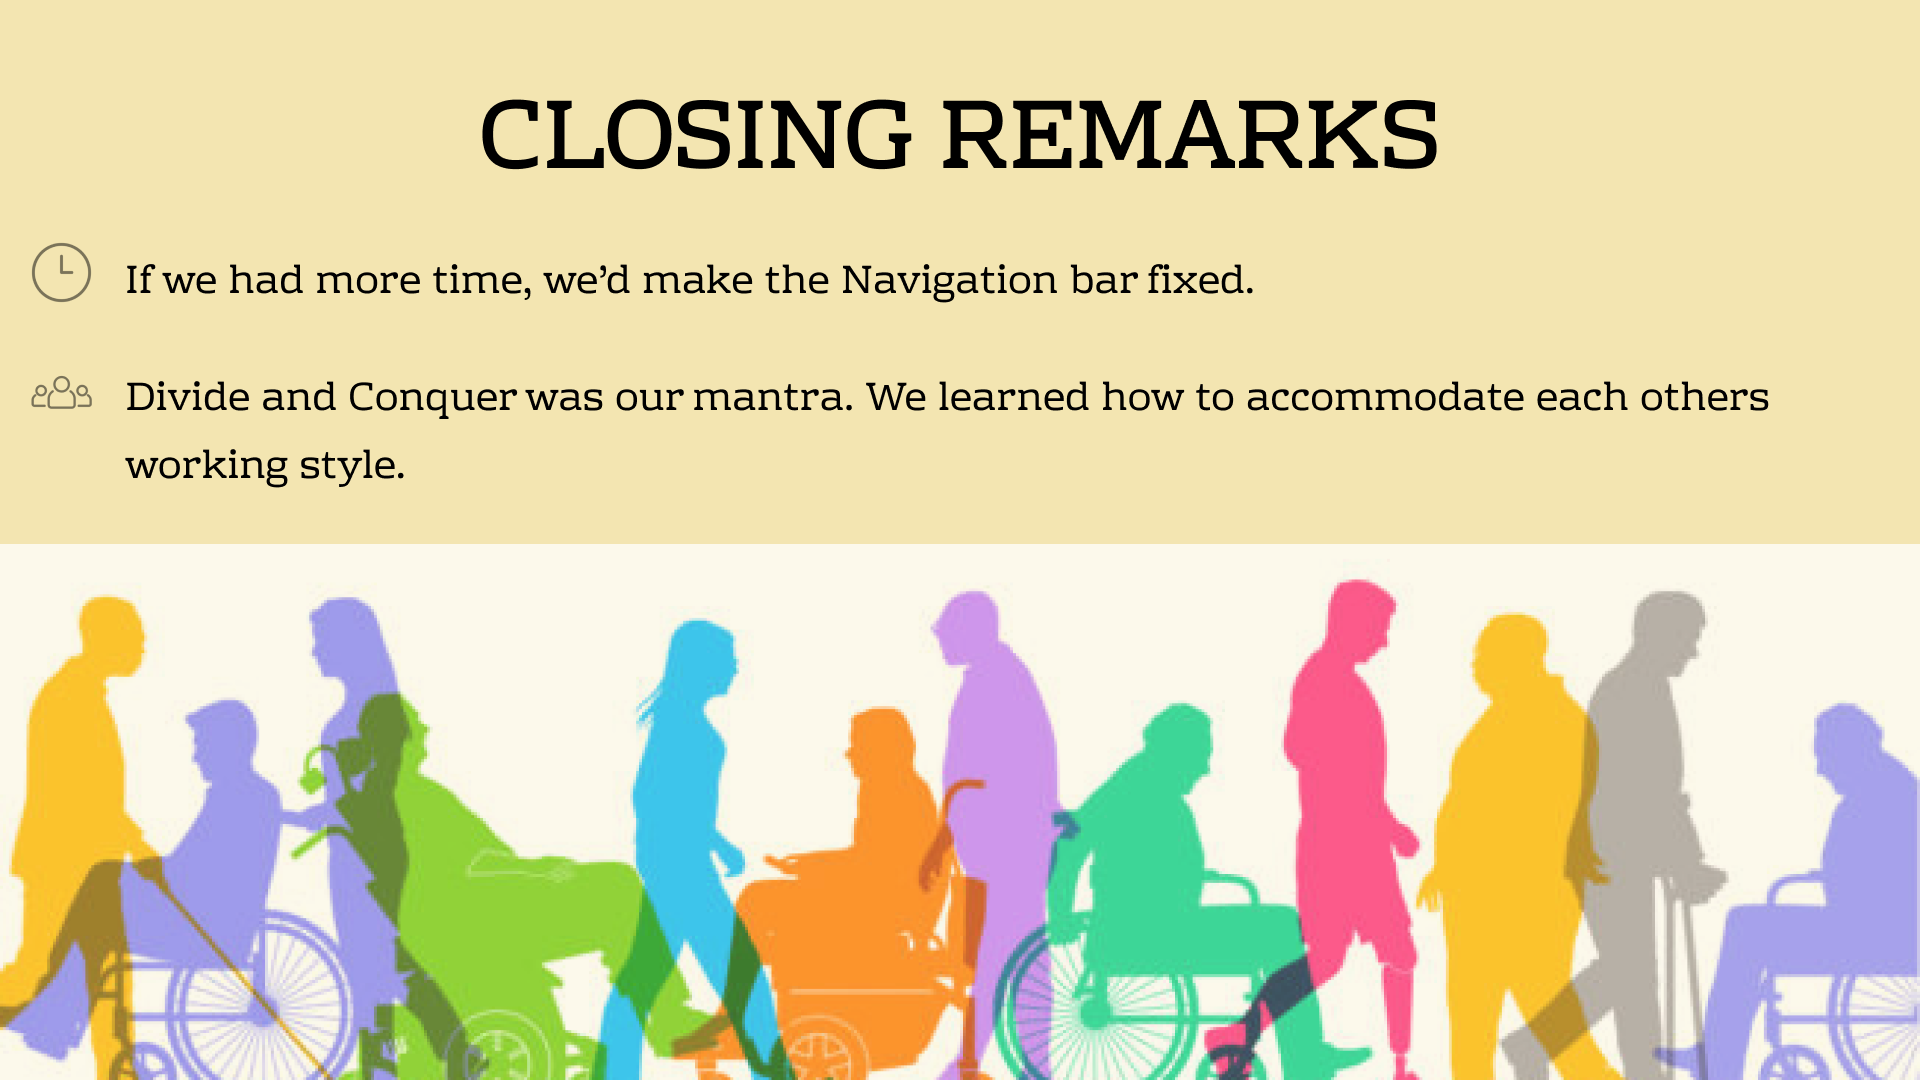 CLOSING REMARKS
If we had more time, we’d make the Navigation bar fixed.
Divide and Conquer was our mantra. We learned how to accommodate each others
working style.